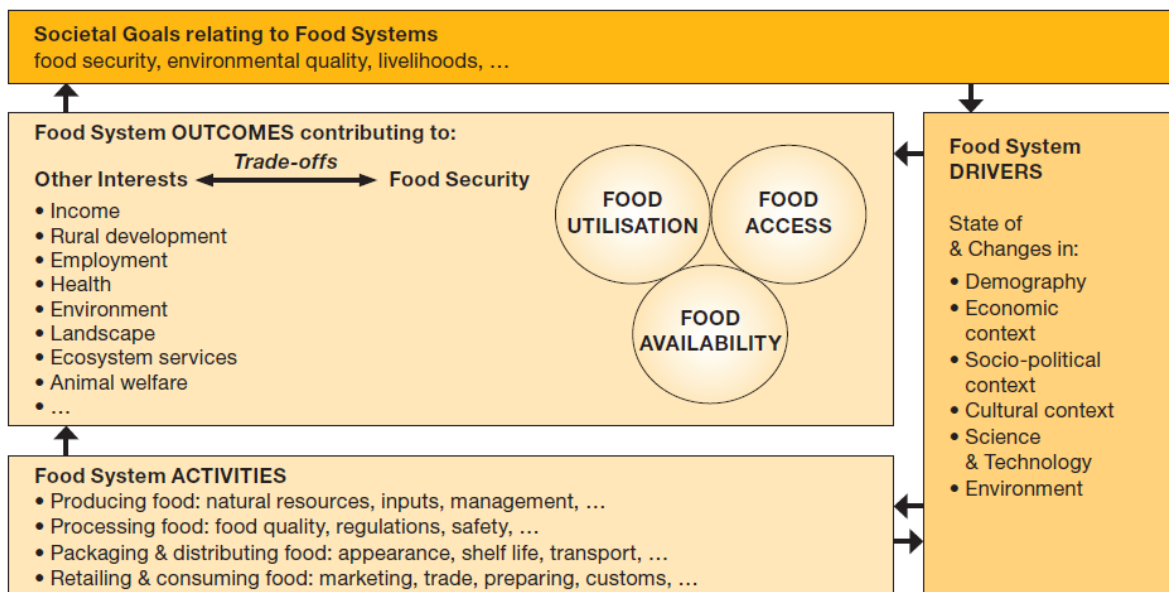 Societal Goals relating to Food Systems
food security, environmental quality, livelihoods, …
Food System OUTCOMES contributing to:
Trade-offs
Other Interests
Food Security
• Income
• Rural development
• Employment
• Health
• Environment
• Landscape
• Ecosystem services
• Animal welfare
• …
FOOD
UTILISATION
FOOD
ACCESS
FOOD
AVAILABILITY
Food System
DRIVERS
State of
& Changes in:
• Demography
• Economic
context
• Socio-political
context
• Cultural context
• Science
& Technology
• Environment
Food System ACTIVITIES
• Producing food: natural resources, inputs, management, …
• Processing food: food quality, regulations, safety, …
• Packaging & distributing food: appearance, shelf life, transport, …
• Retailing & consuming food: marketing, trade, preparing, customs, …